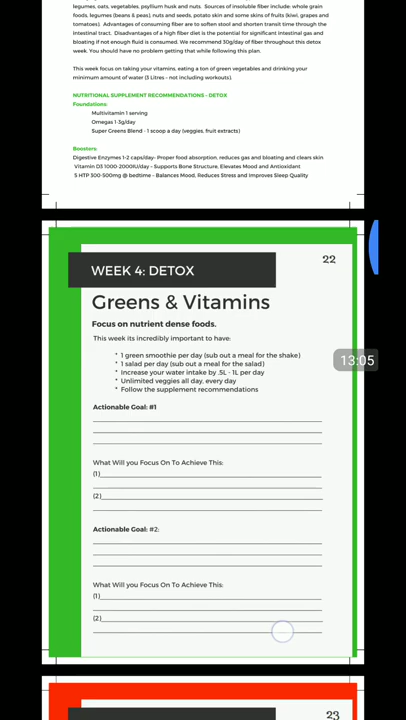 legumes, oats, vegetables, psyllium husk and nuts.  Sources of insoluble fiber include: whole grain
foods, legumes (beans & peas) nuts and seeds, potato skin and some skins of fruits (kiwi, grapes and
tomatoes).  Advantages of consuming fiber are to soften stool and shorten transit time through the
intestinal tract.  Disadvantages of a high fiber diet is the potential for significant intestinal gas and
bloating if not enough fluid is consumed. We recommend 30g/day of fiber throughout this detox
week. You should have no problem getting that while following this plan.
This week focus on taking your vitamins, eating a ton of green vegetables and drinking your
minimum amount of water (3 Litres - not including workouts).
NUTRITIONAL SUPPLEMENT RECOMMENDATIONS - DETOX
Foundations:
Multivitamin 1 serving
Omegas 1-3g/day
Super Greens Blend - 1 scoop a day (veggies, fruit extracts)
Boosters:
Digestive Enzymes 1-2 caps/day- Proper food absorption, reduces gas and bloating and clears skin
Vitamin D3 1000-2000IU/day – Supports Bone Structure, Elevates Mood and Antioxidant
5 HTP 300-500mg @ bedtime – Balances Mood, Reduces Stress and Improves Sleep Quality
22
WEEK 4: DETOX
Greens & Vitamins
Focus on nutrient dense foods.
This week its incredibly important to have:
* 1 green smoothie per day (sub out a meal for the shake)
* 1 salad per day (sub out a meal for the salad)
* Increase your water intake by .5L - 1L per day
* Unlimited veggies all day, every day
* Follow the supplement recommendations
13:05
Actionable Goal: #1
What Will you Focus On To Achieve This:
(1)
(2)
Actionable Goal: #2:
What Will you Focus On To Achieve This:
(1)
(2)
23